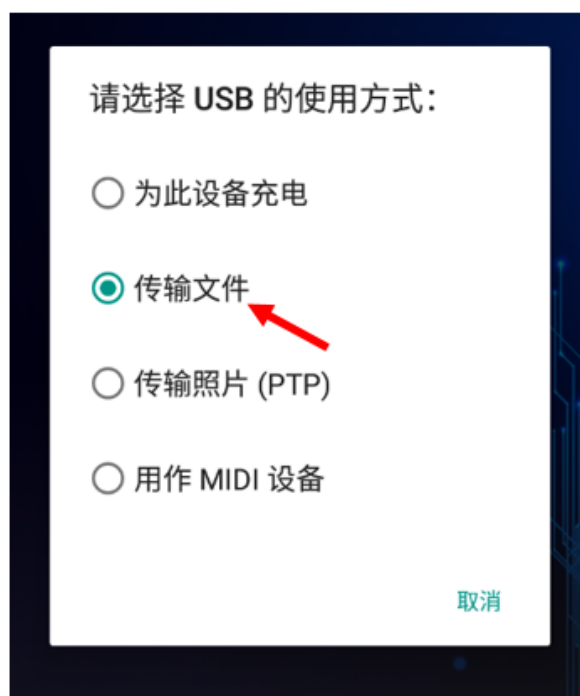 请选择 USB 的使用方式：
为此设备充电
传输文件
传输照片 (PTP)
用作 MIDI 设备
取消